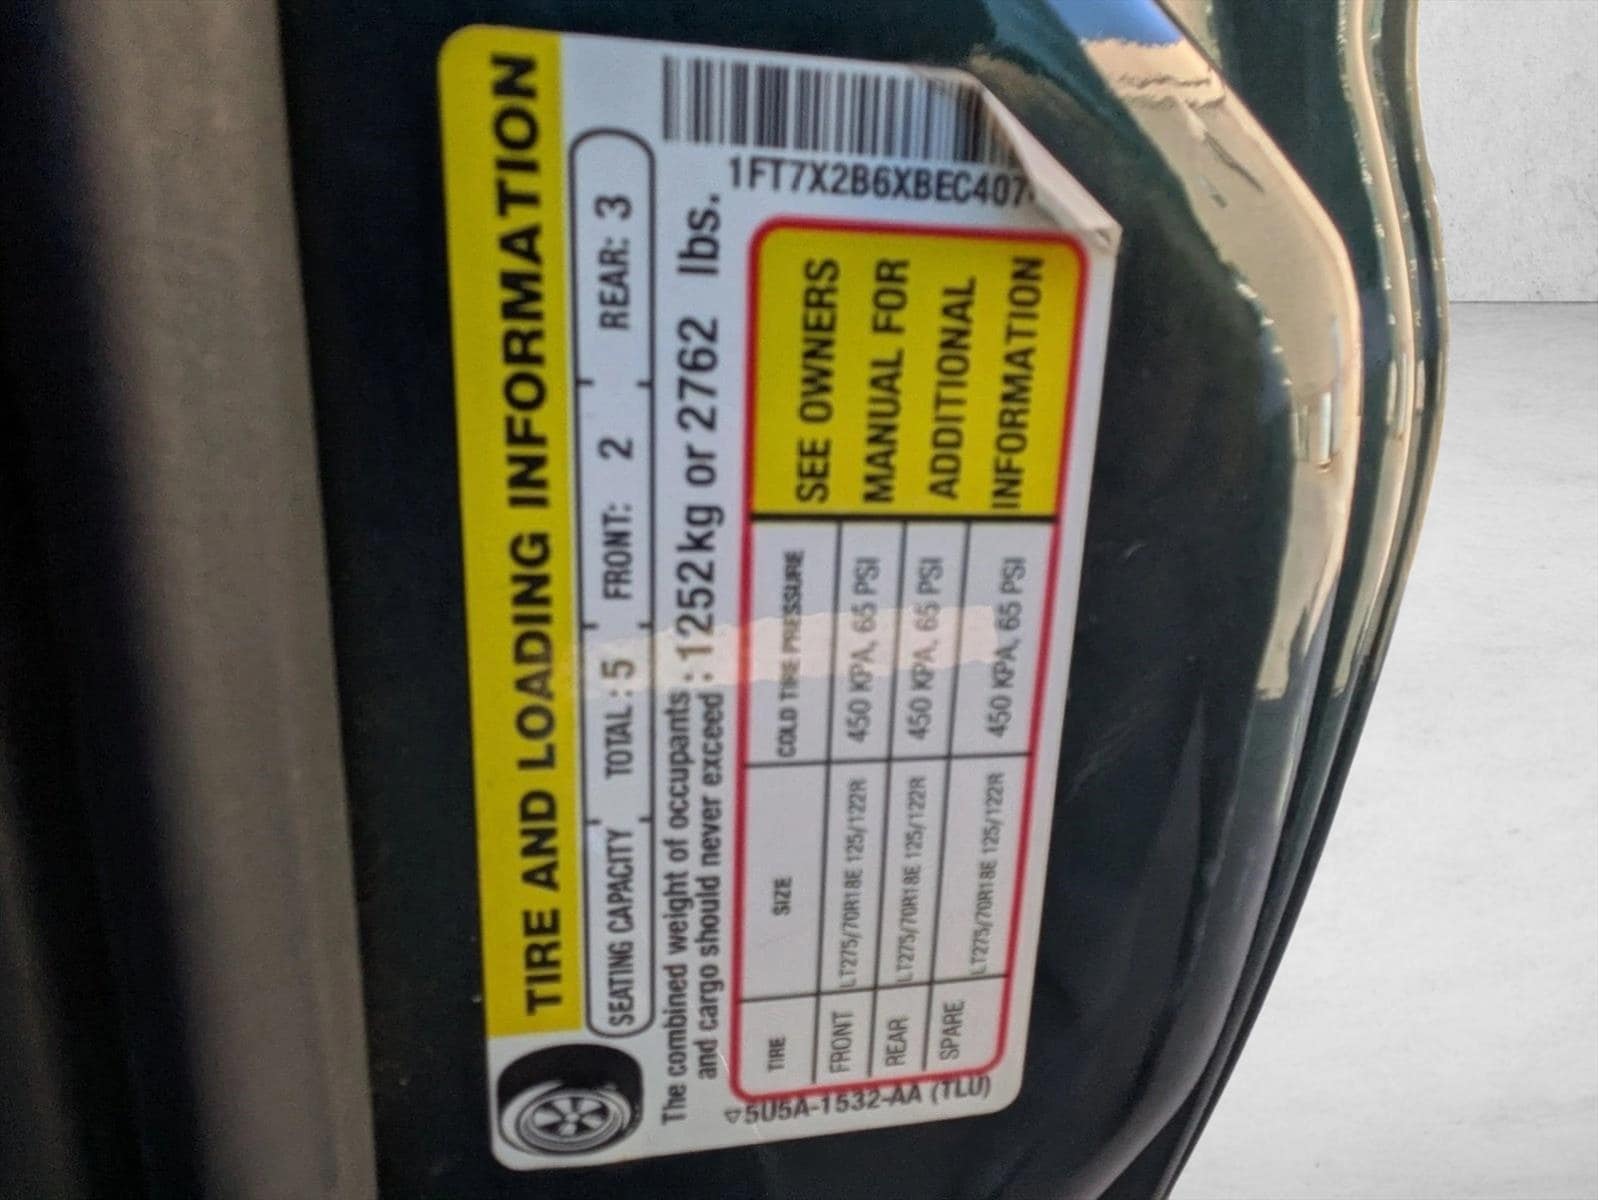 TIRE AND LOADING INFORMATION
SEATING CAPACITY TOTAL : 5 FRONT: 2 REAR: 3
The combined weight of occupants and cargo should never exceed : 1252kg or 2762 lbs.
1FT7X2B6XBEC407
TIRE SIZE COLD TIRE PRESSURE
FRONT LT275/70R18E 125/122R 450 KPA, 65 PSI
REAR LT275/70R18E 125/122R 450 KPA, 65 PSI
SPARE LT275/70R18E 125/122R 450 KPA, 65 PSI
SEE OWNERS
MANUAL FOR
ADDITIONAL
INFORMATION
5U5A-1532-AA (TLU)